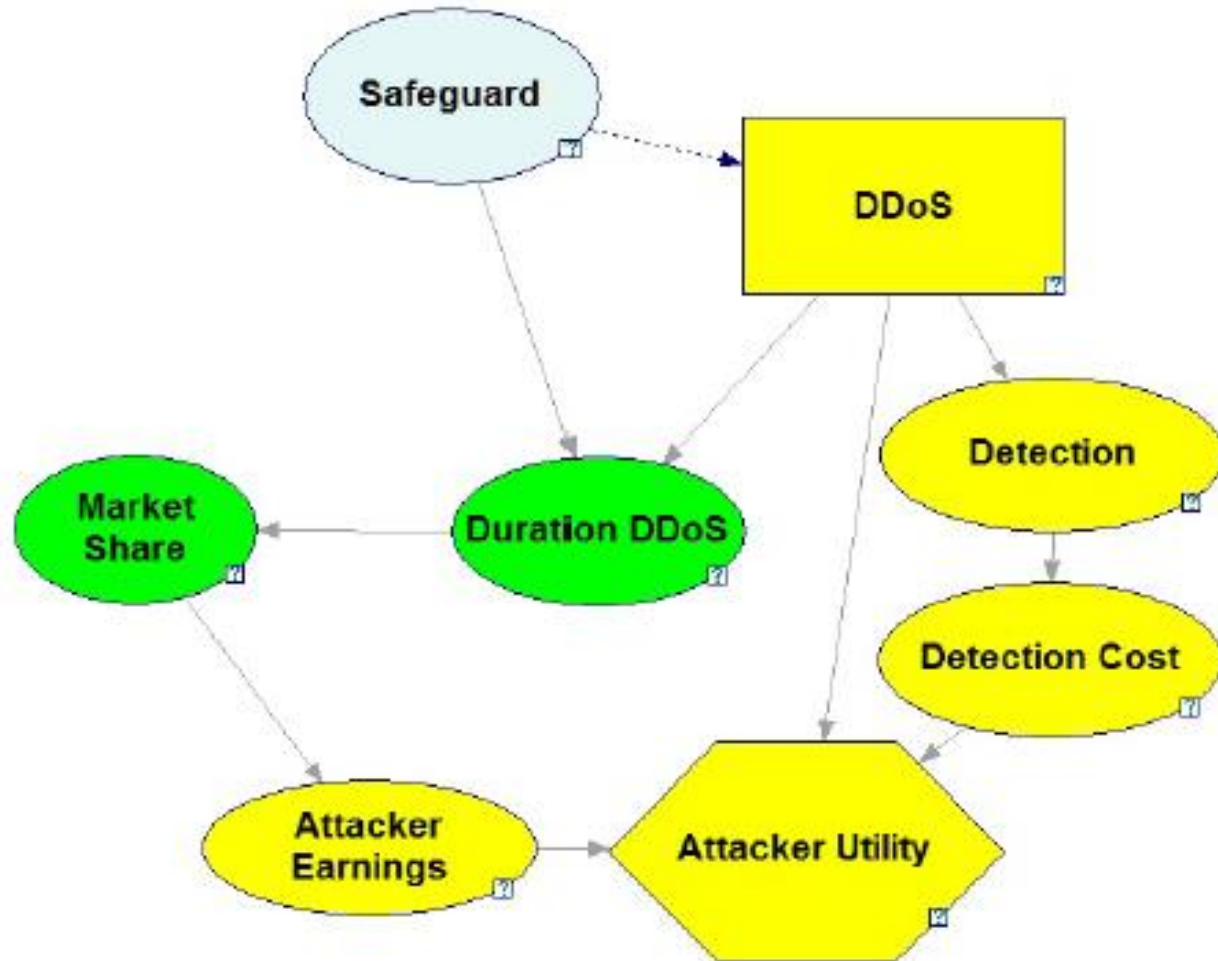 Safeguard
?
DDoS
?
Detection
?
Market
Share
?
Duration DDoS
?
Detection Cost
?
Attacker
Earnings
?
Attacker Utility
?